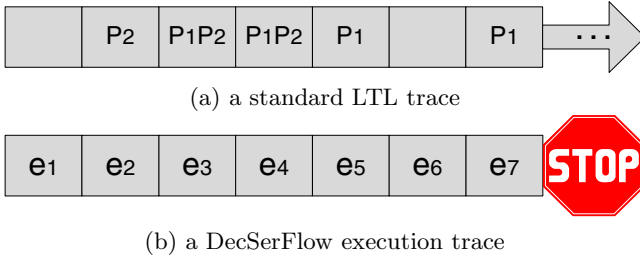 P2 P1P2 P1P2 P1 P1 ...
(a) a standard LTL trace
e1 e2 e3 e4 e5 e6 e7 STOP
(b) a DecSerFlow execution trace